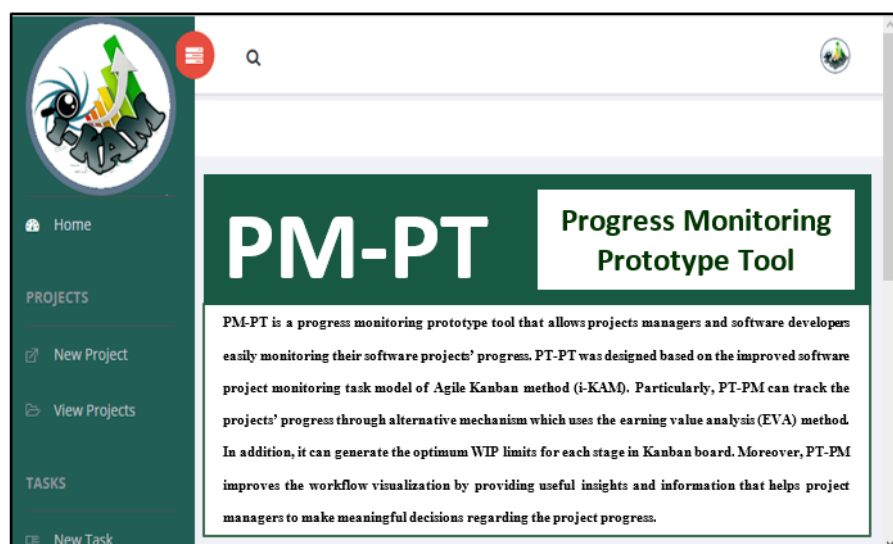 i-KAM
Home
PROJECTS
New Project
View Projects
TASKS
New Task
PM-PT
Progress Monitoring
Prototype Tool
PM-PT is a progress monitoring prototype tool that allows projects managers and software developers
easily monitoring their software projects’ progress. PT-PT was designed based on the improved software
project monitoring task model of Agile Kanban method (i-KAM). Particularly, PT-PM can track the
projects’ progress through alternative mechanism which uses the earning value analysis (EVA) method.
In addition, it can generate the optimum WIP limits for each stage in Kanban board. Moreover, PT-PM
improves the workflow visualization by providing useful insights and information that helps project
managers to make meaningful decisions regarding the project progress.